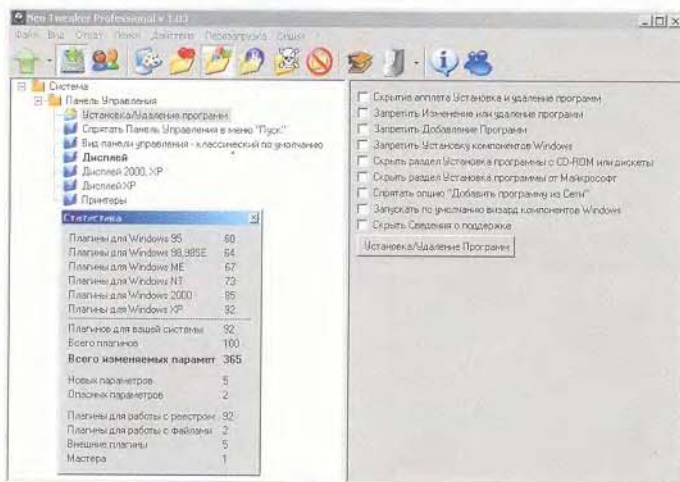 Neo Tweaker Professional v 1.03
Файл Вид Откат Поиск Действие Перезагрузка Скрипт ?
Система
Панель Управления
Установка/Удаление программ
Спрятать Панель Управления в меню "Пуск"
Вид панели управления - классический по умолчанию
Дисплей
Дисплей 2000, XP
Дисплей XP
Принтеры
Статистика
Плагины для Windows 95 60
Плагины для Windows 98,98SE 64
Плагины для Windows ME 67
Плагины для Windows NT 73
Плагины для Windows 2000 85
Плагины для Windows XP 92
Плагинов для вашей системы 92
Всего плагинов 100
Всего изменяемых парамет 365
Новых параметров 5
Опасных параметров 2
Плагины для работы с реестром 92
Плагины для работы с файлами 2
Внешние плагины 5
Мастера 1
Скрытие апплета Установка и удаление программ
Запретить Изменение или удаление программ
Запретить Добавление Программ
Запретить Установку компонентов Windows
Скрыть раздел Установка программы с CD-ROM или дискеты
Скрыть раздел Установка программы от Майкрософт
Спрятать опцию "Добавить программу из Сети"
Запускать по умолчанию визард компонентов Windows
Скрыть Сведения о поддержке
Установка/Удаление Программ